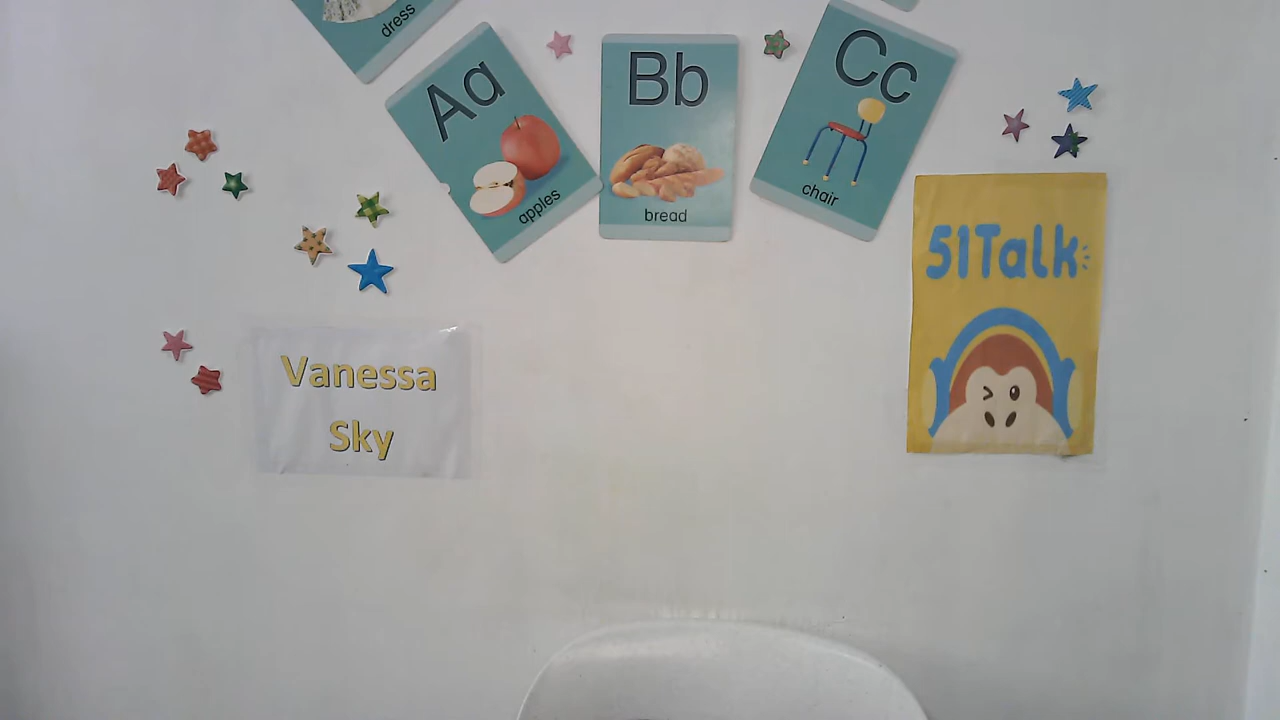 dress
Aa
apples
Bb
bread
Cc
chair
51Talk
Vanessa
Sky